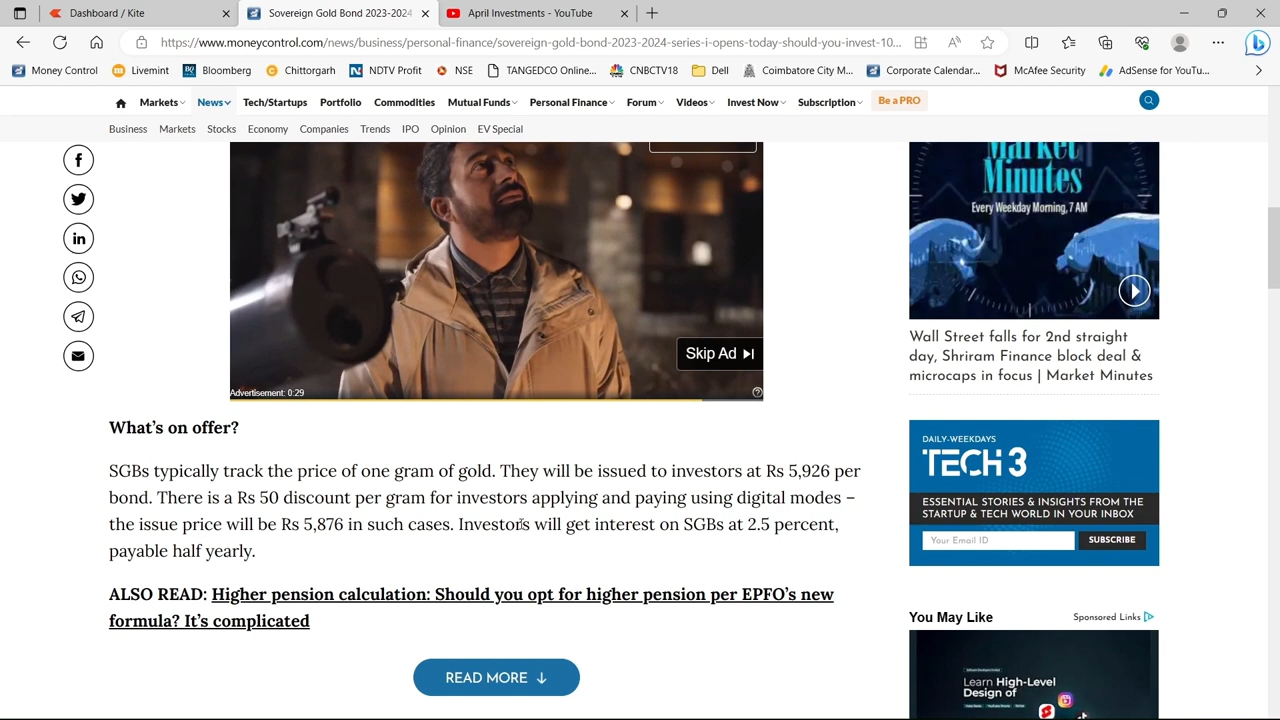 Dashboard / Kite
Sovereign Gold Bond 2023-2024
April Investments - YouTube
https://www.moneycontrol.com/news/business/personal-finance/sovereign-gold-bond-2023-2024-series-i-opens-today-should-you-invest-10...
Money Control
Livemint
BQ Bloomberg
Chittorgarh
NDTV Profit
NSE
TANGEDCO Online...
CNBCTV18
Dell
Coimbatore City M...
Corporate Calendar...
McAfee Security
AdSense for YouTu...
Markets News Tech/Startups Portfolio Commodities Mutual Funds Personal Finance Forum Videos Invest Now Subscription Be a PRO
Business Markets Stocks Economy Companies Trends IPO Opinion EV Special
Skip Ad
Advertisement: 0:29
What's on offer?
SGBs typically track the price of one gram of gold. They will be issued to investors at Rs 5,926 per
bond. There is a Rs 50 discount per gram for investors applying and paying using digital modes –
the issue price will be Rs 5,876 in such cases. Investors will get interest on SGBs at 2.5 percent,
payable half yearly.
ALSO READ: Higher pension calculation: Should you opt for higher pension per EPFO's new
formula? It's complicated
READ MORE ↓
Market
Minutes
Every Weekday Morning, 7 AM
Wall Street falls for 2nd straight
day, Shriram Finance block deal &
microcaps in focus | Market Minutes
DAILY-WEEKDAYS
TECH 3
ESSENTIAL STORIES & INSIGHTS FROM THE
STARTUP & TECH WORLD IN YOUR INBOX
Your Email ID
SUBSCRIBE
You May Like
Sponsored Links
Learn High-Level
Design of